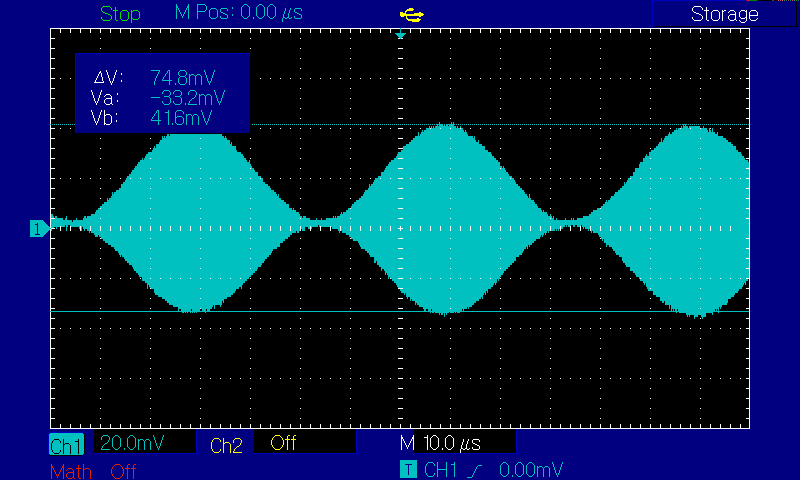 Stop M Pos: 0.00 μs Storage
ΔV: 74.8mV
Va: -33.2mV
Vb: 41.6mV
1
Ch1 20.0mV Ch2 Off M 10.0 μs
Math Off T CH1 0.00mV